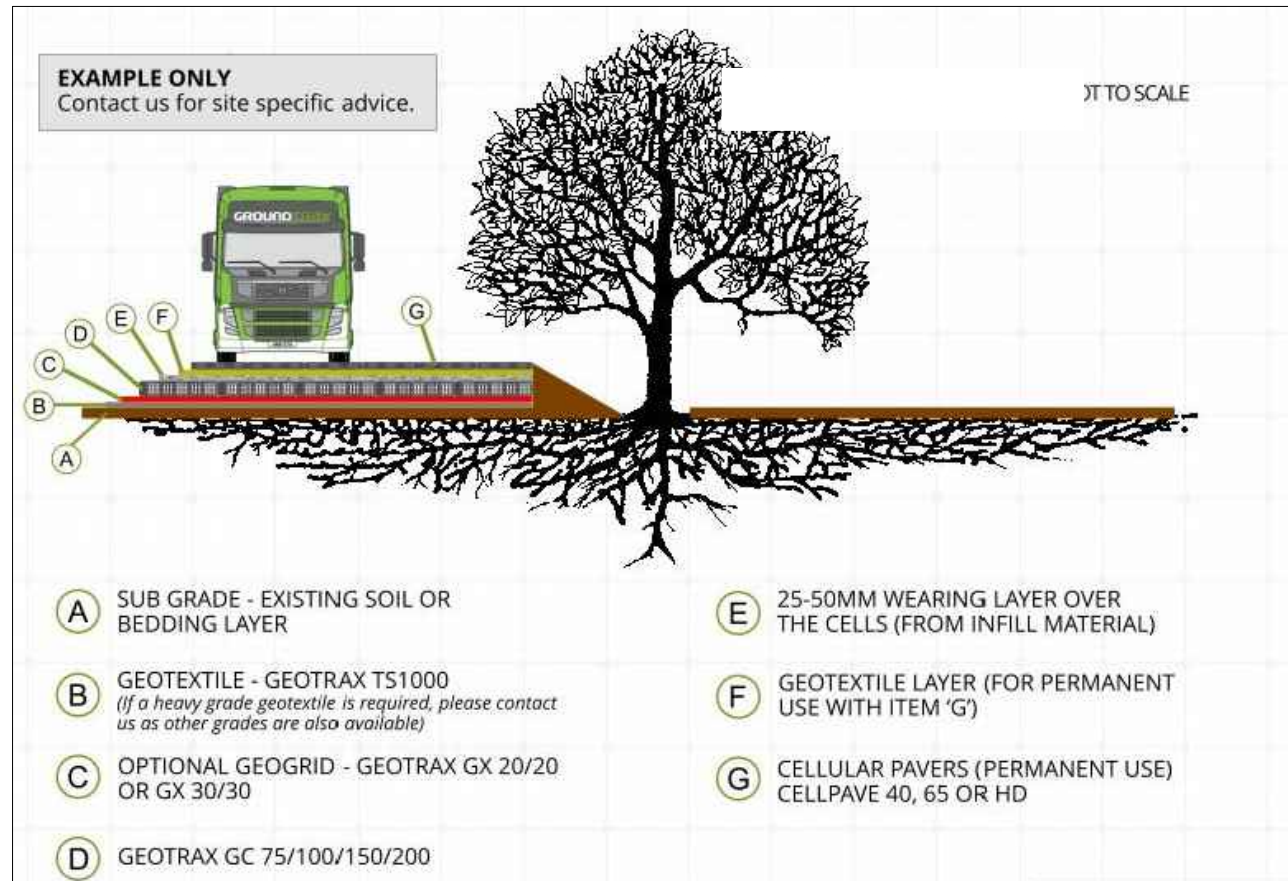 EXAMPLE ONLY
Contact us for site specific advice.
TO SCALE
GROUND
G
F
E
D
C
B
A
A
SUB GRADE - EXISTING SOIL OR
BEDDING LAYER
B
GEOTEXTILE - GEOTRAX TS1000
(If a heavy grade geotextile is required, please contact
us as other grades are also available)
C
OPTIONAL GEOGRID - GEOTRAX GX 20/20
OR GX 30/30
D
GEOTRAX GC 75/100/150/200
E
25-50MM WEARING LAYER OVER
THE CELLS (FROM INFILL MATERIAL)
F
GEOTEXTILE LAYER (FOR PERMANENT
USE WITH ITEM ‘G’)
G
CELLULAR PAVERS (PERMANENT USE)
CELLPAVE 40, 65 OR HD